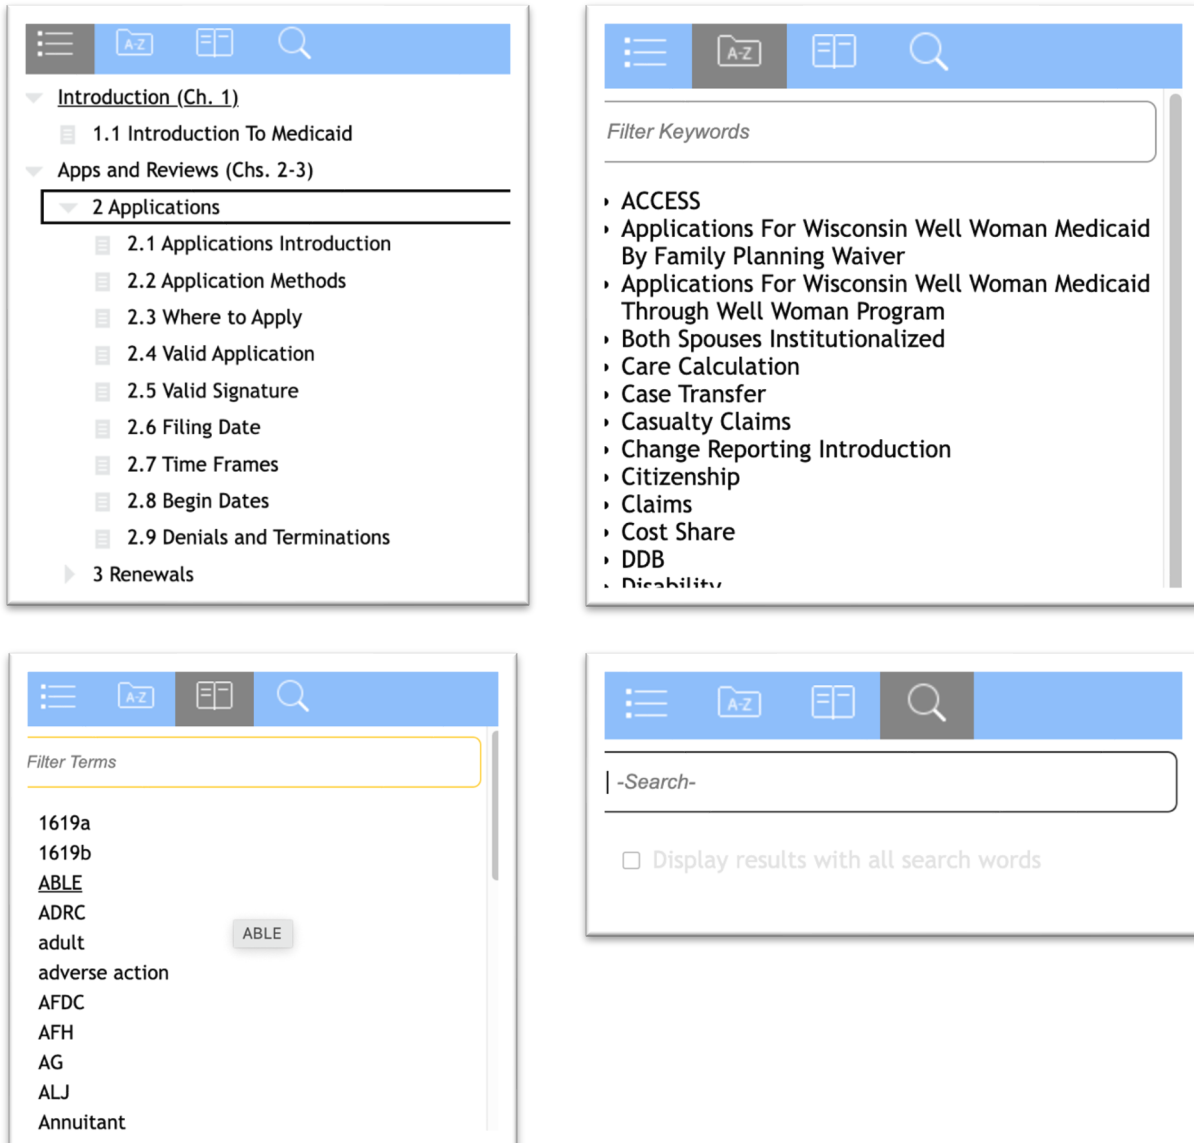 A-Z
Introduction (Ch. 1)
1.1 Introduction To Medicaid
Apps and Reviews (Chs. 2-3)
2 Applications
2.1 Applications Introduction
2.2 Application Methods
2.3 Where to Apply
2.4 Valid Application
2.5 Valid Signature
2.6 Filing Date
2.7 Time Frames
2.8 Begin Dates
2.9 Denials and Terminations
3 Renewals
A-Z
Filter Keywords
ACCESS
Applications For Wisconsin Well Woman Medicaid
By Family Planning Waiver
Applications For Wisconsin Well Woman Medicaid
Through Well Woman Program
Both Spouses Institutionalized
Care Calculation
Case Transfer
Casualty Claims
Change Reporting Introduction
Citizenship
Claims
Cost Share
DDB
Disability
A-Z
Filter Terms
1619a
1619b
ABLE
ADRC
adult
ABLE
adverse action
AFDC
AFH
AG
ALJ
Annuitant
A-Z
-Search-
Display results with all search words